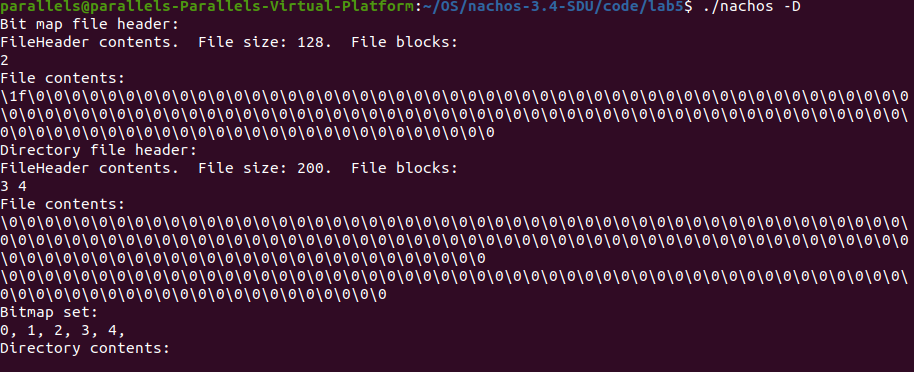 parallels@parallels-Parallels-Virtual-Platform:~/OS/nachos-3.4-SDU/code/lab5$ ./nachos -D
Bit map file header:
FileHeader contents.  File size: 128.  File blocks:
2
File contents:
\1f\0\0\0\0\0\0\0\0\0\0\0\0\0\0\0\0\0\0\0\0\0\0\0\0\0\0\0\0\0\0\0\0\0\0\0\0\0\0\0\0\0\0\0\0\0\0\0\0\0
\0\0\0\0\0\0\0\0\0\0\0\0\0\0\0\0\0\0\0\0\0\0\0\0\0\0\0\0\0\0\0\0\0\0\0\0\0\0\0\0\0\0\0\0\0\0\0\0\0\0\
0\0\0\0\0\0\0\0\0\0\0\0\0\0\0\0\0\0\0\0\0\0\0\0\0\0\0\0
Directory file header:
FileHeader contents.  File size: 200.  File blocks:
3 4
File contents:
\0\0\0\0\0\0\0\0\0\0\0\0\0\0\0\0\0\0\0\0\0\0\0\0\0\0\0\0\0\0\0\0\0\0\0\0\0\0\0\0\0\0\0\0\0\0\0\0\0\0\
0\0\0\0\0\0\0\0\0\0\0\0\0\0\0\0\0\0\0\0\0\0\0\0\0\0\0\0\0\0\0\0\0\0\0\0\0\0\0\0\0\0\0\0\0\0\0\0\0\0\0
\0\0\0\0\0\0\0\0\0\0\0\0\0\0\0\0\0\0\0\0\0\0\0\0\0\0\0
\0\0\0\0\0\0\0\0\0\0\0\0\0\0\0\0\0\0\0\0\0\0\0\0\0\0\0\0\0\0\0\0\0\0\0\0\0\0\0\0\0\0\0\0\0\0\0\0\0\0\
0\0\0\0\0\0\0\0\0\0\0\0\0\0\0\0\0\0\0\0\0\0
Bitmap set:
0, 1, 2, 3, 4,
Directory contents: